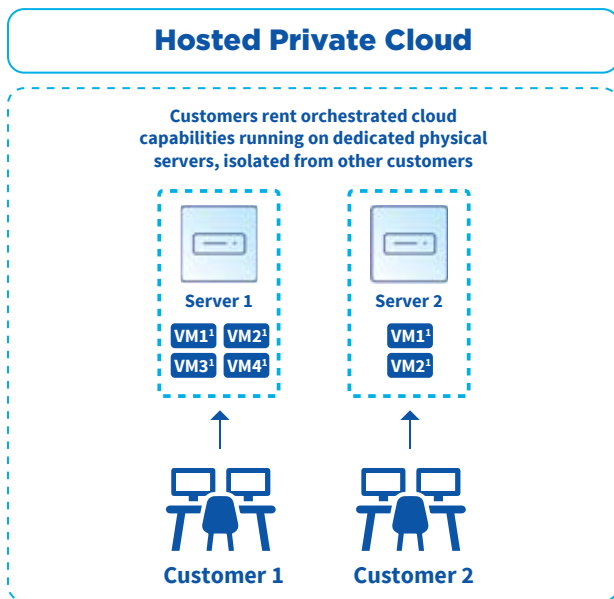 Hosted Private Cloud
Customers rent orchestrated cloud
capabilities running on dedicated physical
servers, isolated from other customers
Server 1
Server 2
VM1¹ VM2¹
VM3¹ VM4¹
VM1¹
VM2¹
Customer 1
Customer 2